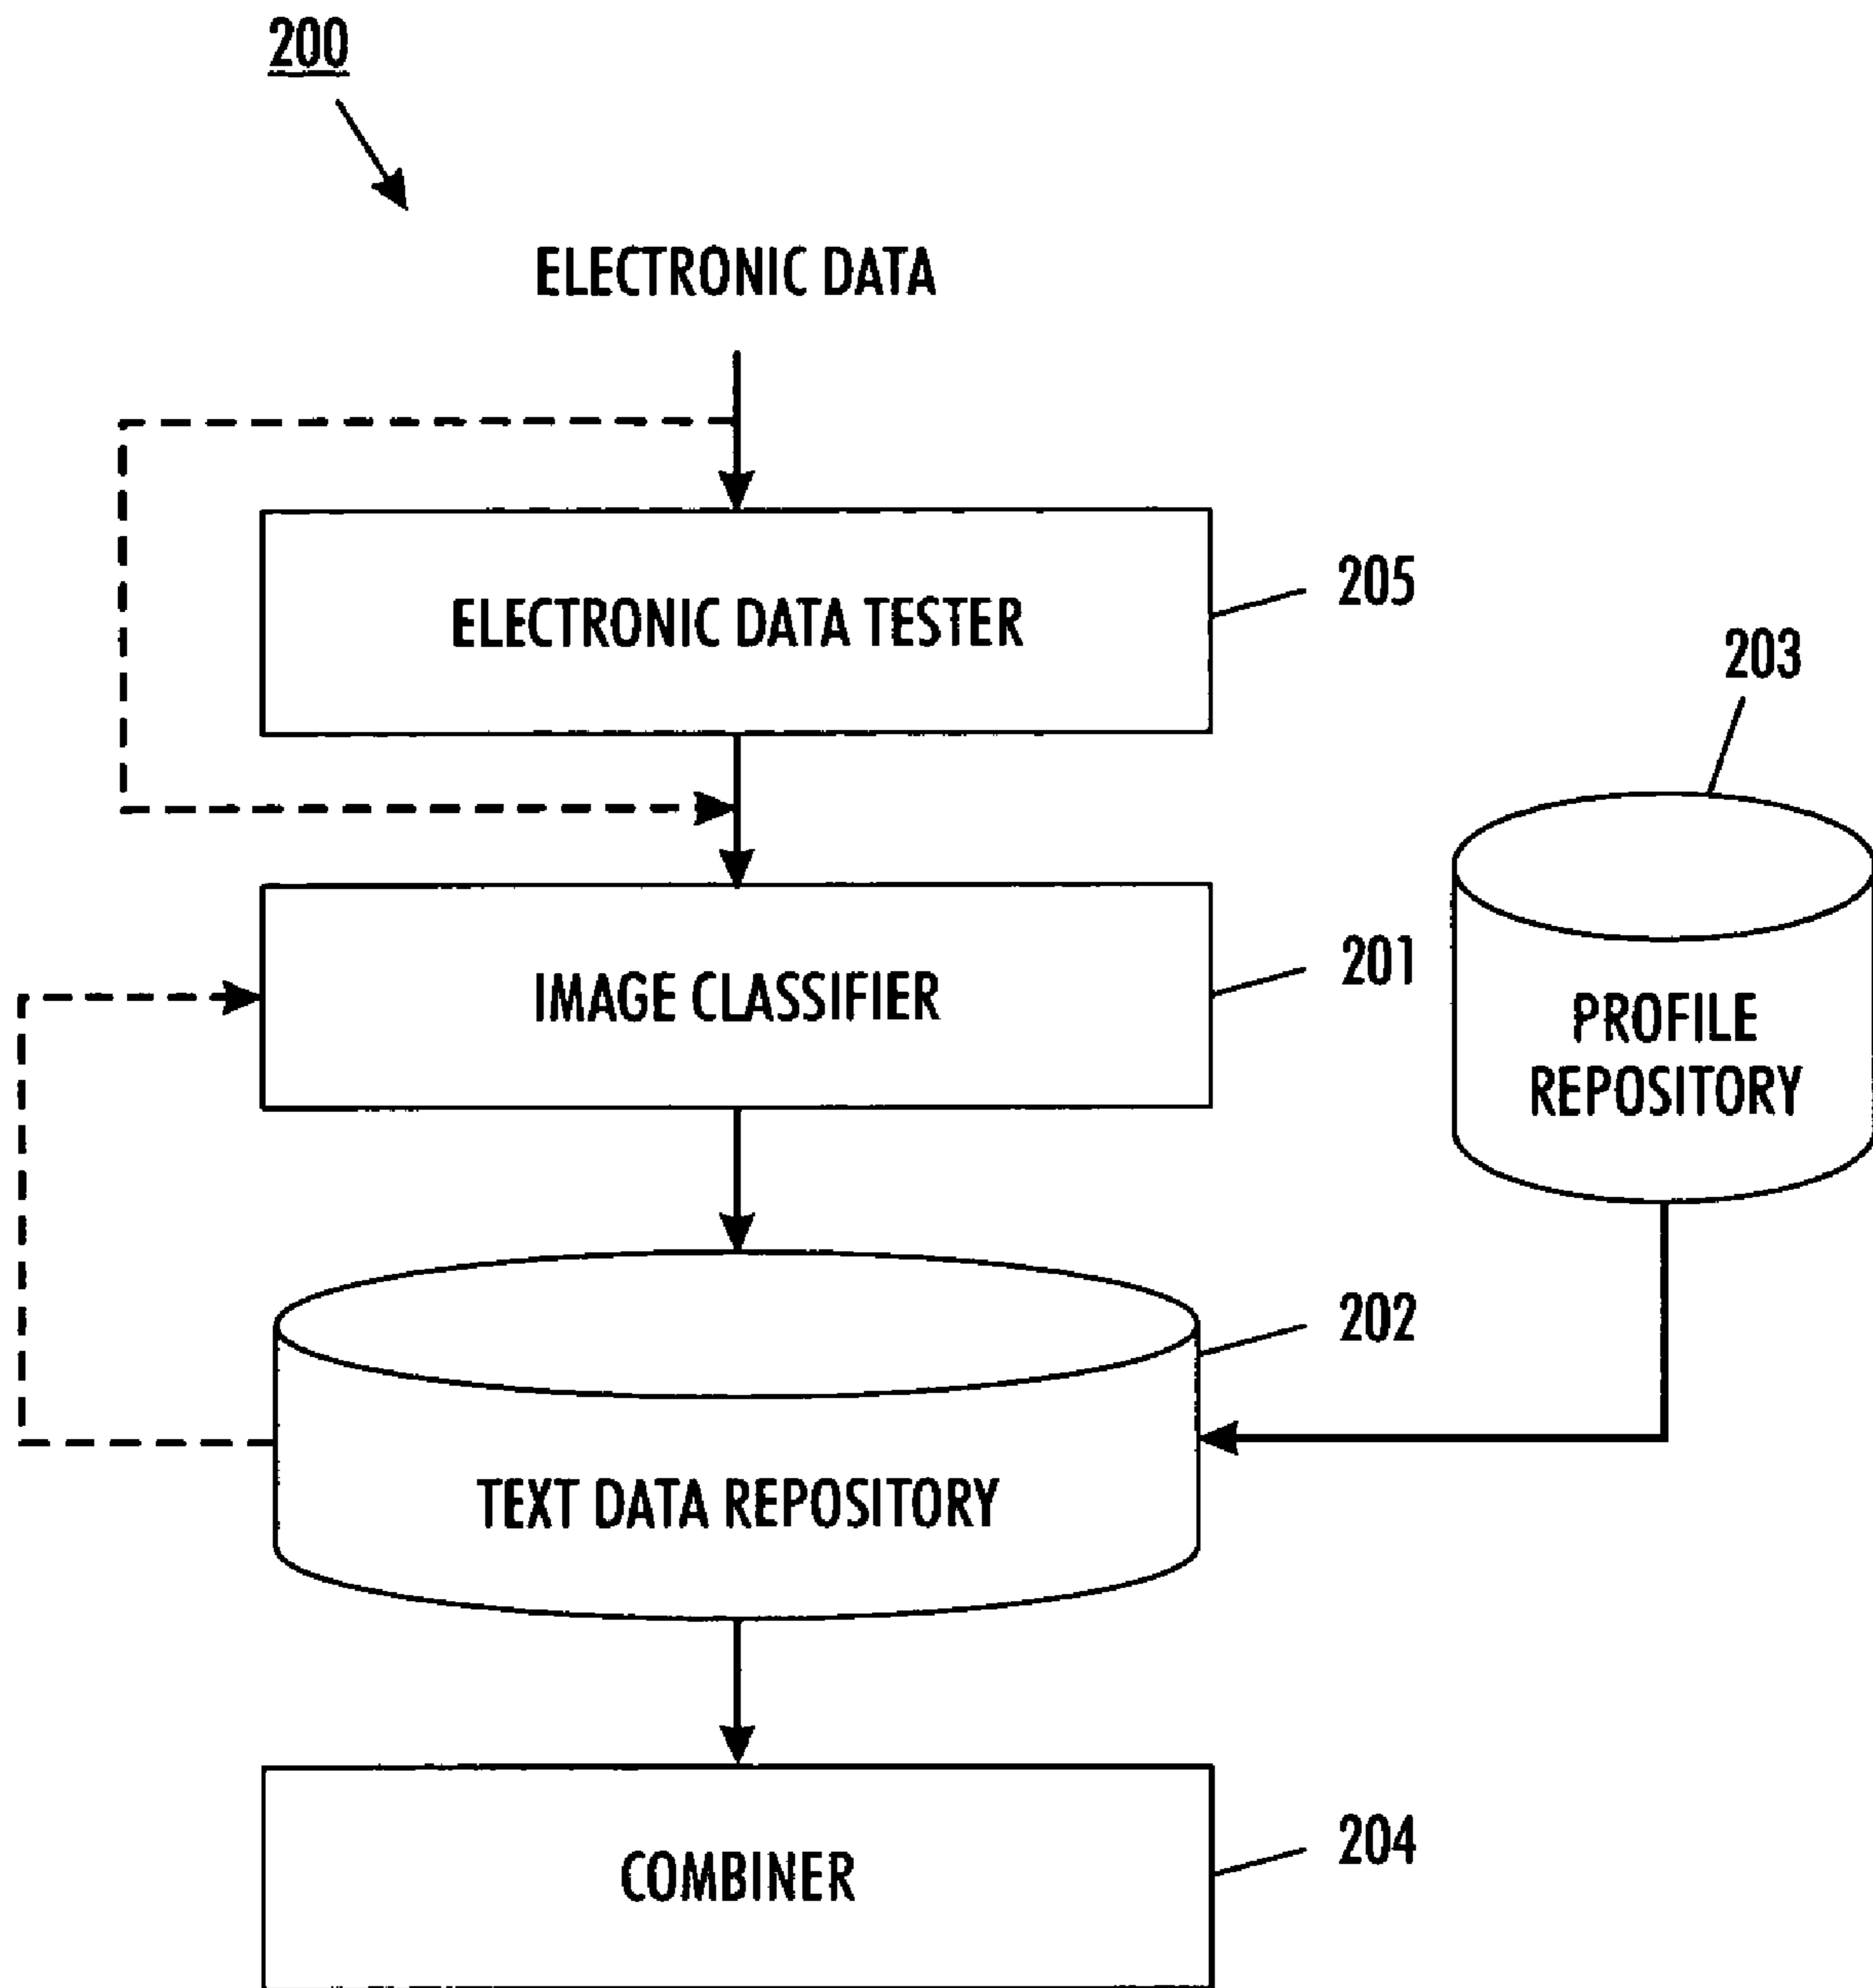 200
ELECTRONIC DATA
ELECTRONIC DATA TESTER
205
203
IMAGE CLASSIFIER
201
PROFILE
REPOSITORY
202
TEXT DATA REPOSITORY
COMBINER
204